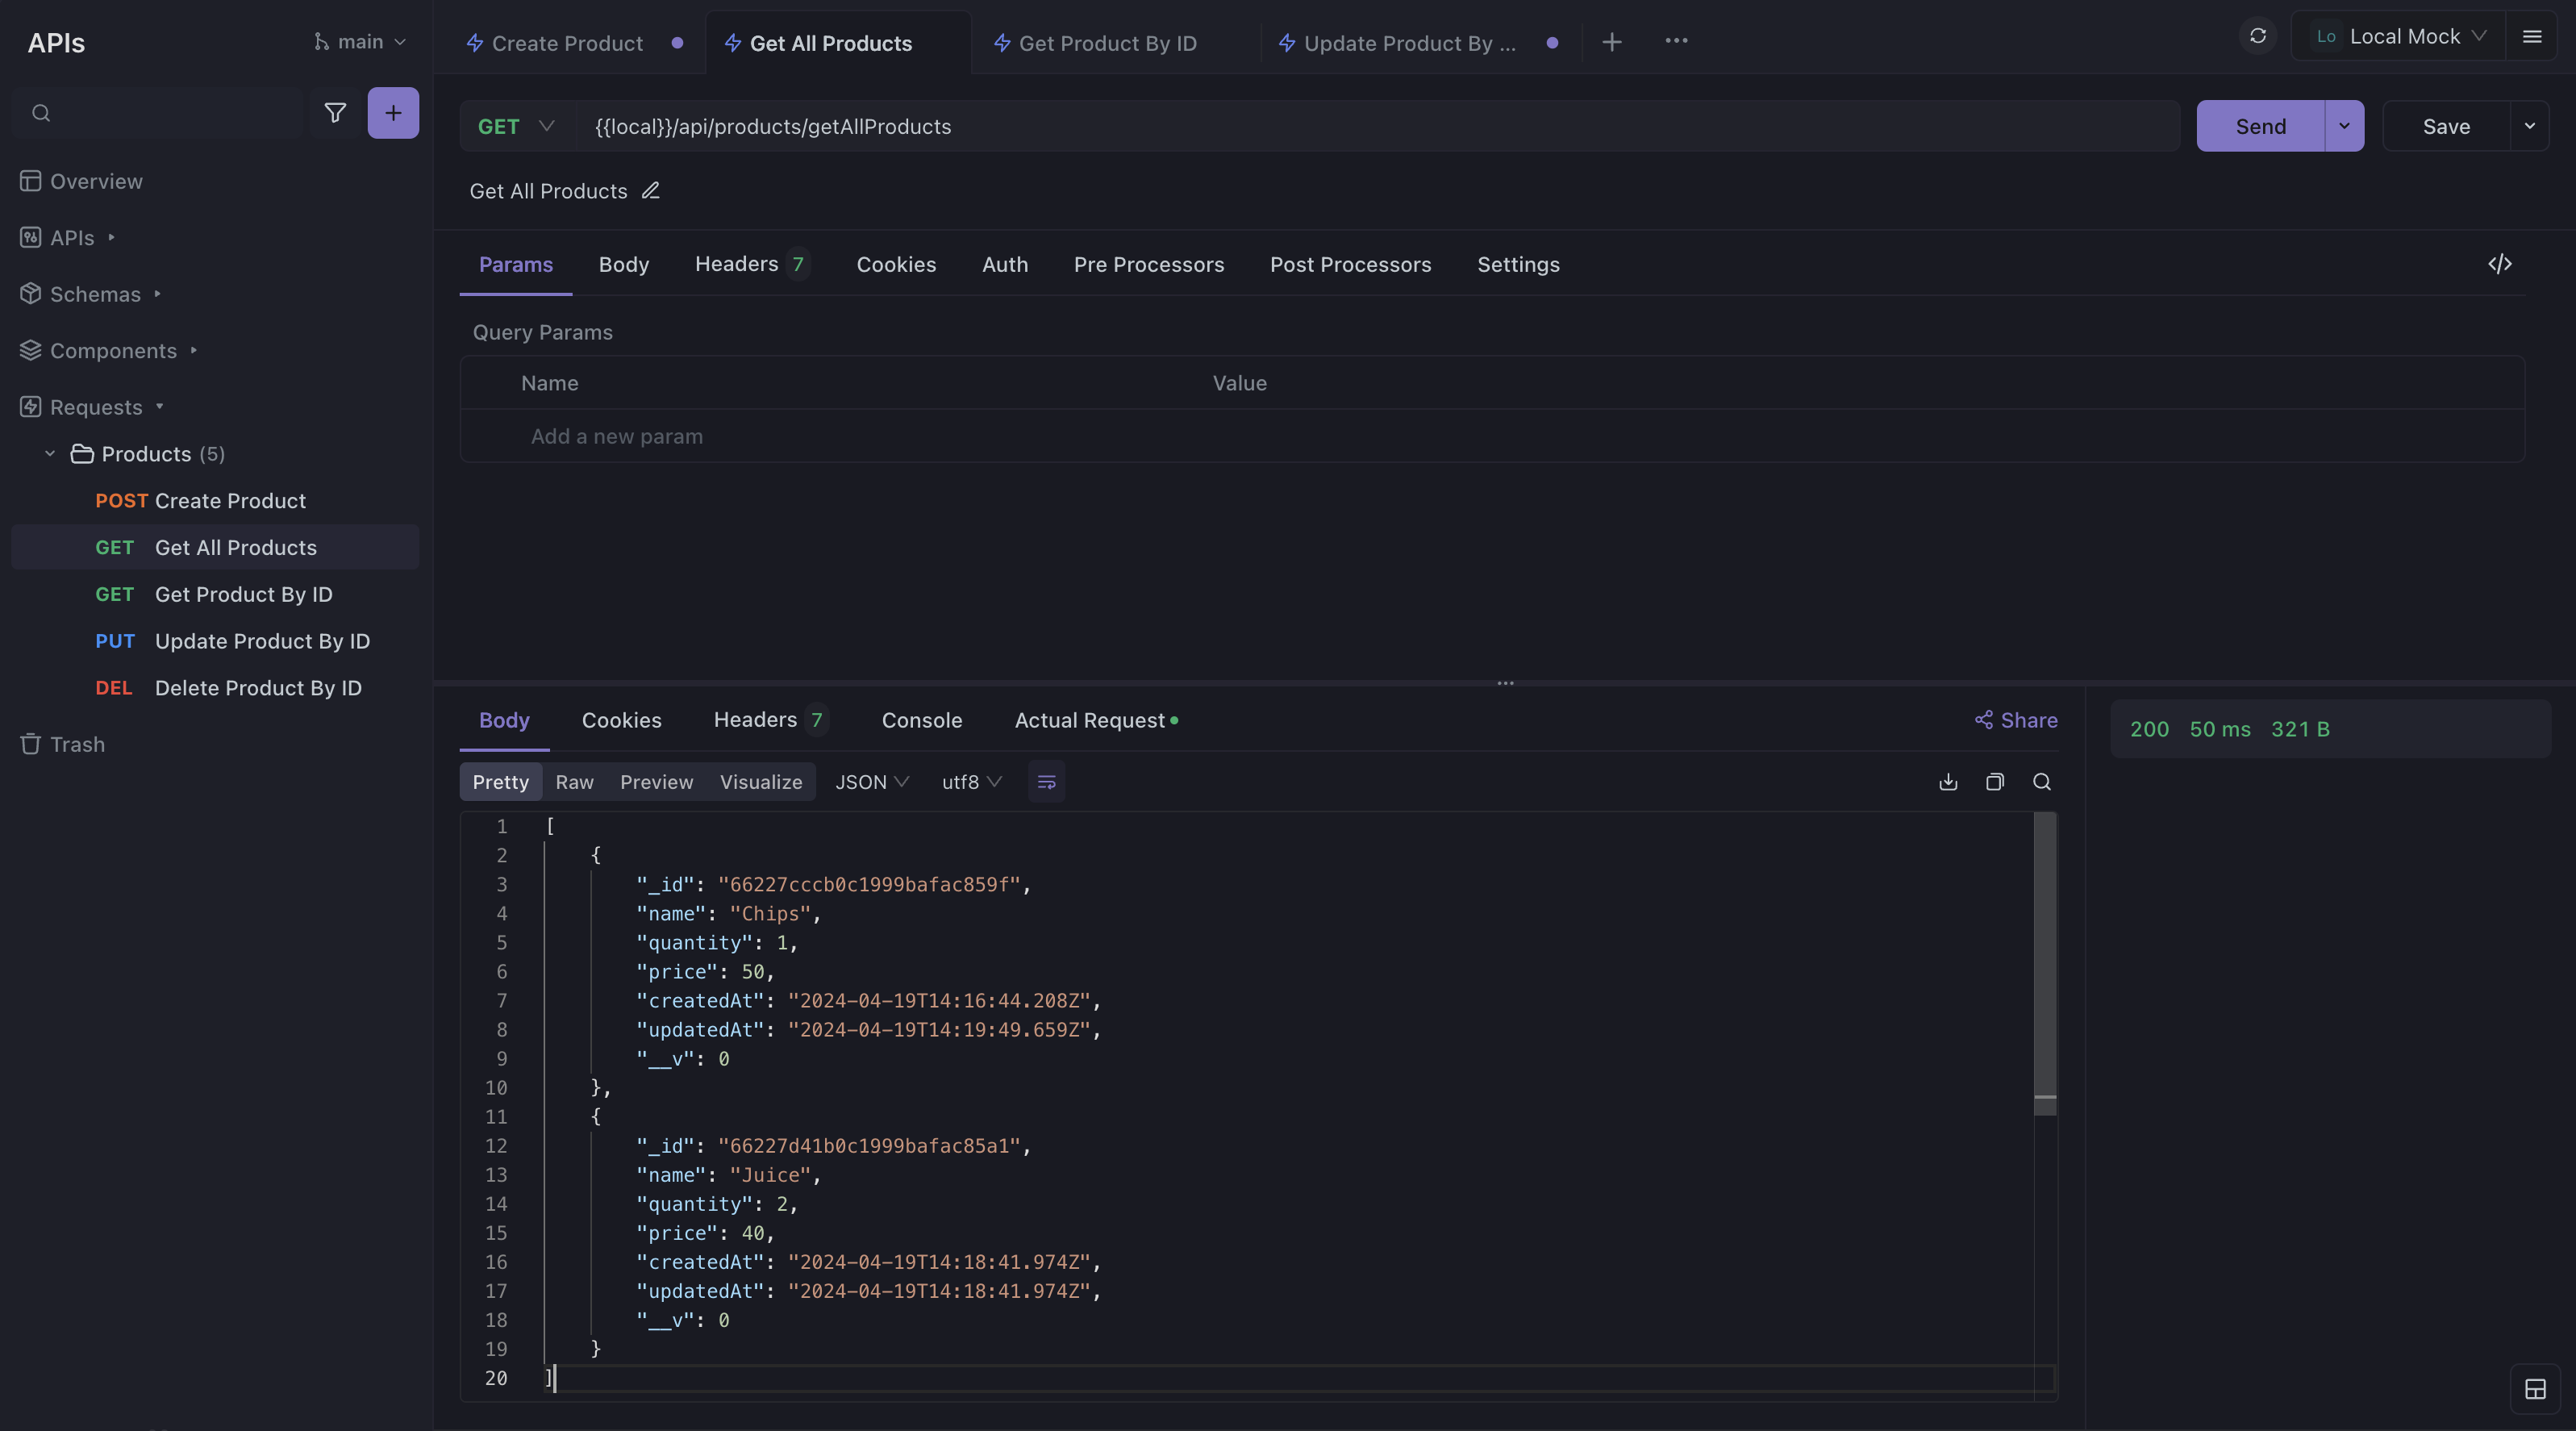 APIs
main
Overview
APIs
Schemas
Components
Requests
Products (5)
POST Create Product
GET Get All Products
GET Get Product By ID
PUT Update Product By ID
DEL Delete Product By ID
Trash
Create Product
Get All Products
Get Product By ID
Update Product By ...
Lo Local Mock
GET {{local}}/api/products/getAllProducts
Send
Save
Get All Products
Params Body Headers 7 Cookies Auth Pre Processors Post Processors Settings
Query Params
Name Value
Add a new param
Body Cookies Headers 7 Console Actual Request Share
200 50 ms 321 B
Pretty Raw Preview Visualize JSON utf8
1 [
2 {
3 "_id": "66227cccb0c1999bafac859f",
4 "name": "Chips",
5 "quantity": 1,
6 "price": 50,
7 "createdAt": "2024-04-19T14:16:44.208Z",
8 "updatedAt": "2024-04-19T14:19:49.659Z",
9 "__v": 0
10 },
11 {
12 "_id": "66227d41b0c1999bafac85a1",
13 "name": "Juice",
14 "quantity": 2,
15 "price": 40,
16 "createdAt": "2024-04-19T14:18:41.974Z",
17 "updatedAt": "2024-04-19T14:18:41.974Z",
18 "__v": 0
19 }
20 ]